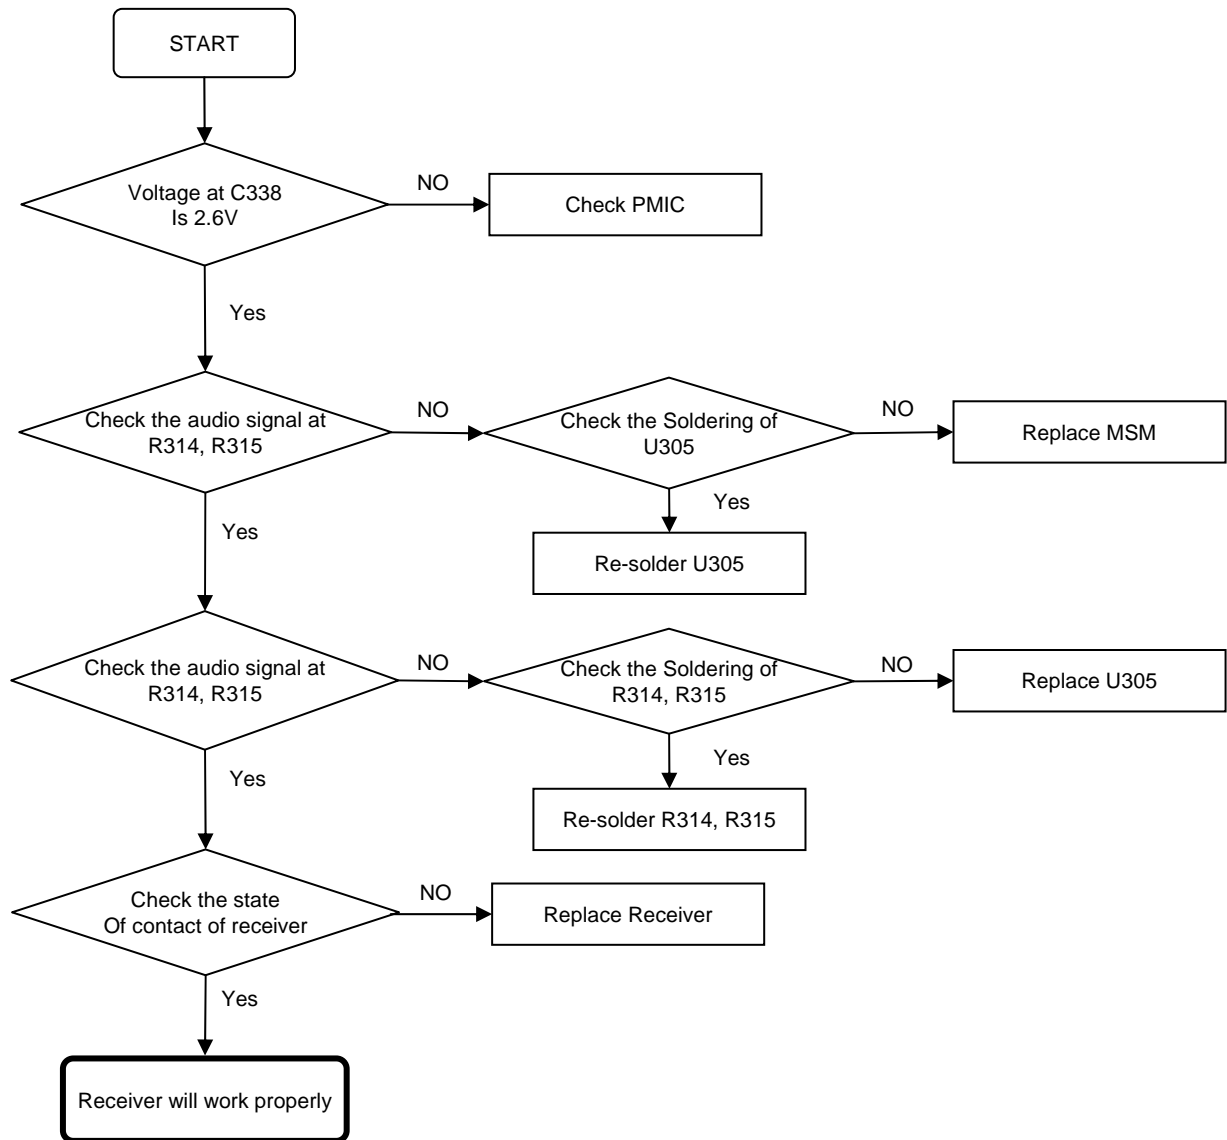 START
Voltage at C338
Is 2.6V
NO
Check PMIC
Yes
Check the audio signal at
R314, R315
NO
Check the Soldering of
U305
NO
Replace MSM
Yes
Re-solder U305
Yes
Check the audio signal at
R314, R315
NO
Check the Soldering of
R314, R315
NO
Replace U305
Yes
Re-solder R314, R315
Yes
Check the state
Of contact of receiver
NO
Replace Receiver
Yes
Receiver will work properly